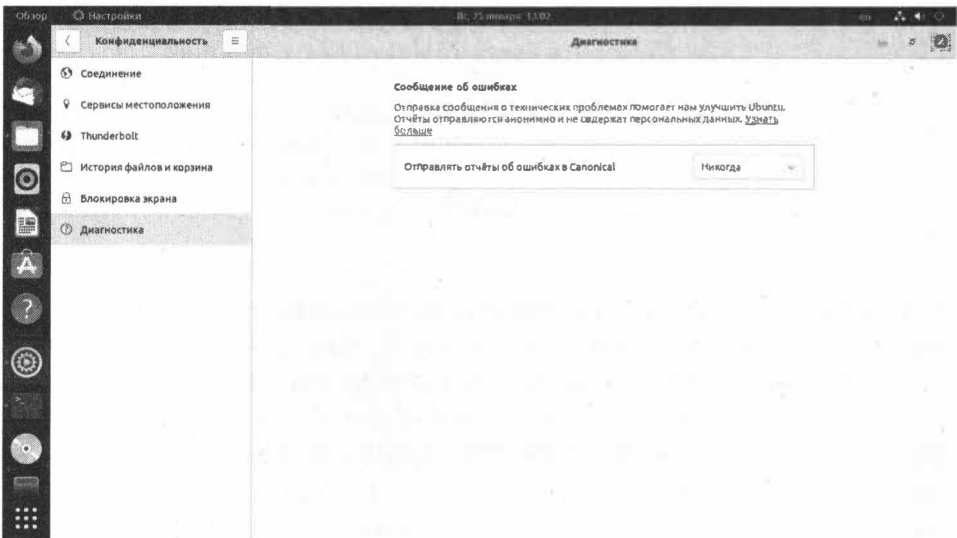 Обзор
Настройки
Вт, 25 января 13:02
en
Конфиденциальность
Диагностика
Соединение
Сервисы местоположения
Thunderbolt
История файлов и корзина
Блокировка экрана
Диагностика
Сообщение об ошибках
Отправка сообщения о технических проблемах помогает нам улучшить Ubuntu.
Отчёты отправляются анонимно и не содержат персональных данных. Узнать
больше
Отправлять отчёты об ошибках в Canonical
Никогда